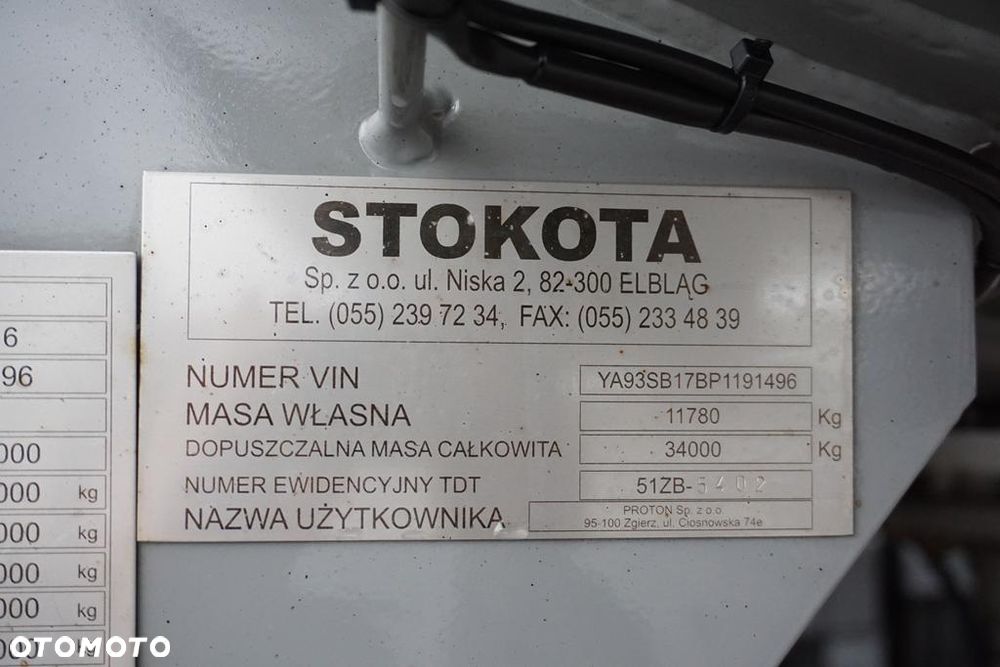 STOKOTA
Sp. z o.o. ul. Niska 2, 82-300 ELBLĄG
TEL. (055) 239 72 34, FAX: (055) 233 48 39
NUMER VIN YA93SB17BP1191496
MASA WŁASNA 11780 Kg
DOPUSZCZALNA MASA CAŁKOWITA 34000 Kg
NUMER EWIDENCYJNY TDT 51ZB-5402
NAZWA UŻYTKOWNIKA PROTON Sp. z o.o.
95-100 Zgierz, ul. Ciosnowska 74e
6
96
000
000 kg
000 kg
000 kg
000 kg
000 kg
OTOMOTO